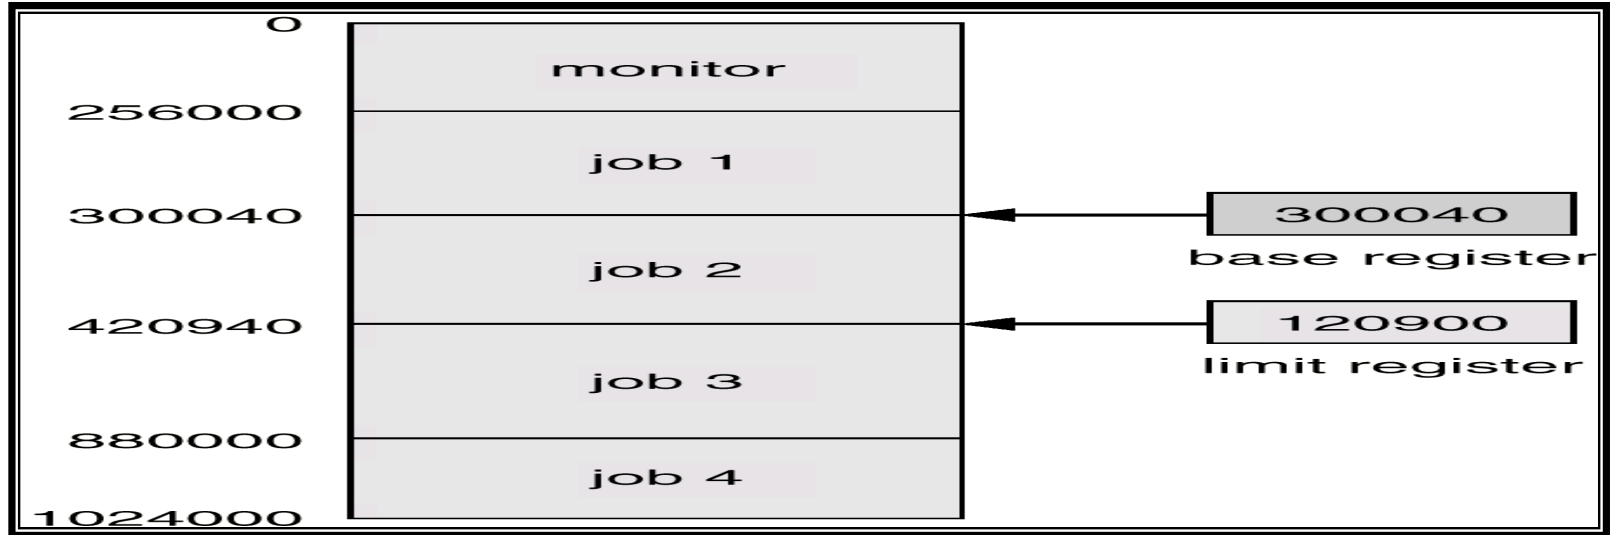 0
monitor
256000
job 1
300040
300040
base register
job 2
420940
120900
limit register
job 3
880000
job 4
1024000